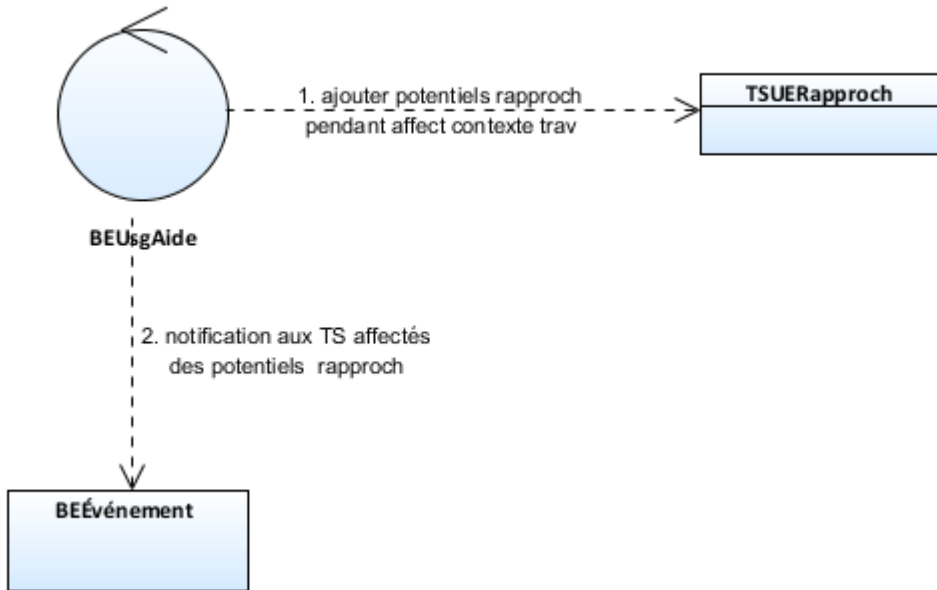 1. ajouter potentiels rapproch
pendant affect contexte trav
TSUERapproch
BEUsgAide
2. notification aux TS affectés
des potentiels rapproch
BEÉvénement